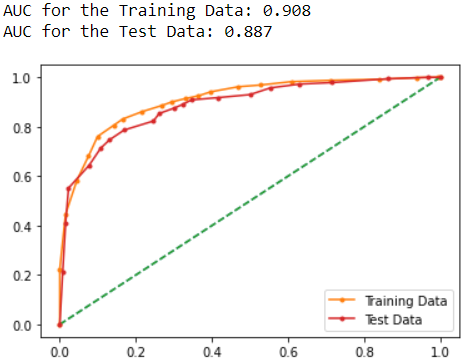 AUC for the Training Data: 0.908
AUC for the Test Data: 0.887
1.0
0.8
0.6
0.4
0.2
0.0
Training Data
Test Data
0.0 0.2 0.4 0.6 0.8 1.0